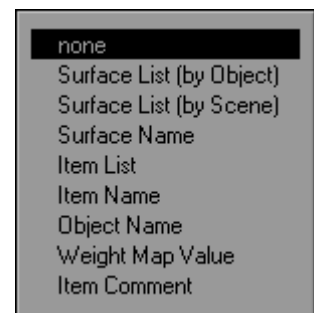 none
Surface List (by Object)
Surface List (by Scene)
Surface Name
Item List
Item Name
Object Name
Weight Map Value
Item Comment